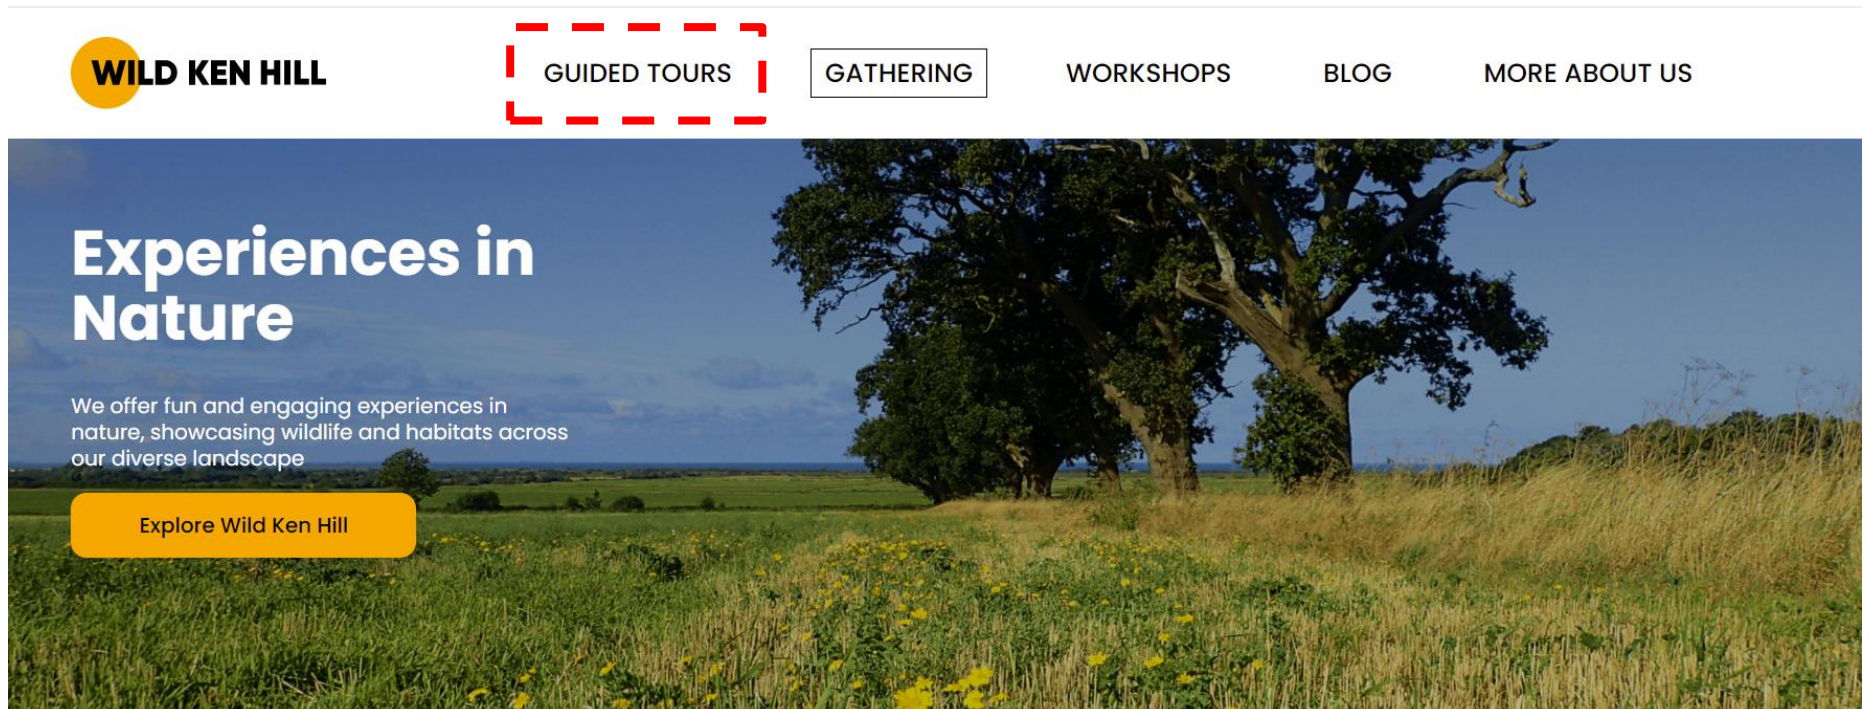 WILD KEN HILL
GUIDED TOURS
GATHERING
WORKSHOPS
BLOG
MORE ABOUT US
Experiences in
Nature
We offer fun and engaging experiences in
nature, showcasing wildlife and habitats across
our diverse landscape
Explore Wild Ken Hill